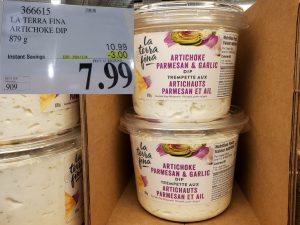 366615
LA TERRA FINA
ARTICHOKE DIP
879 g
10.99
Instant Savings
-3.00
7.99
.909
la
terra
fina
ARTICHOKE
PARMESAN & GARLIC
DIP
TREMPETTE AUX
ARTICHAUTS
PARMESAN ET AIL
la
terra
fina
ARTICHOKE
PARMESAN & GARLIC
DIP
TREMPETTE AUX
ARTICHAUTS
PARMESAN ET AIL